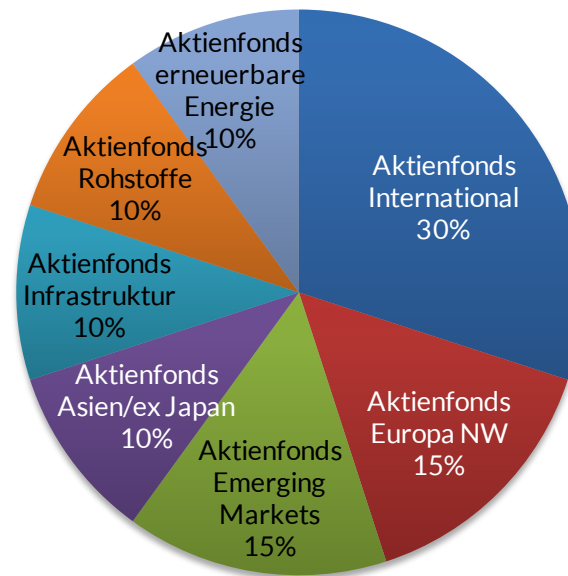 Aktienfonds
erneuerbare
Energie
10%
Aktienfonds
International
30%
Aktienfonds
Rohstoffe
10%
Aktienfonds
Infrastruktur
10%
Aktienfonds
Asien/ex Japan
10%
Aktienfonds
Europa NW
15%
Aktienfonds
Emerging
Markets
15%